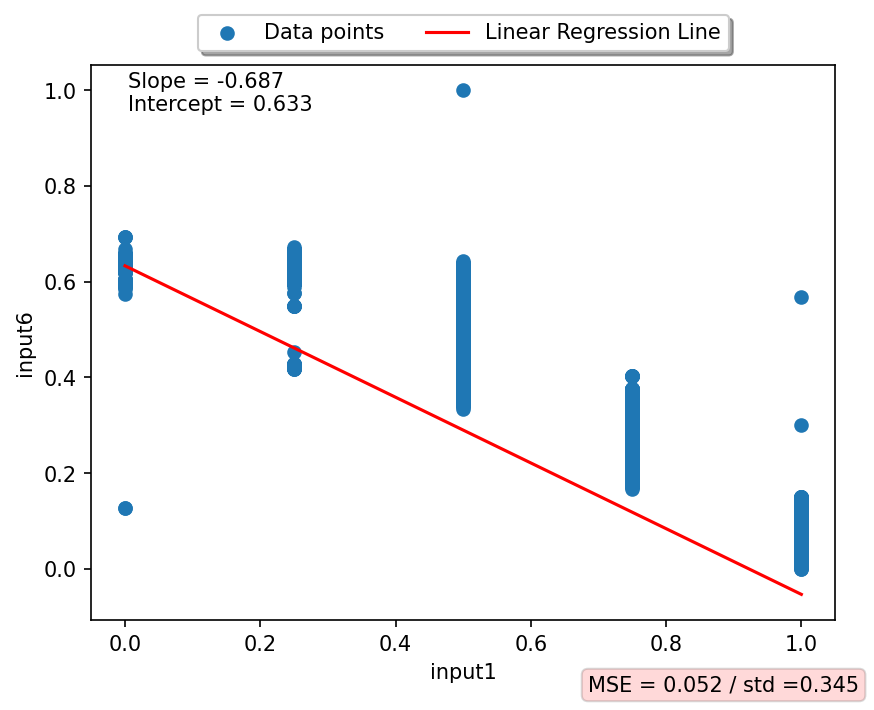 Data points Linear Regression Line
Slope = -0.687
Intercept = 0.633
1.0
0.8
0.6
0.4
0.2
0.0
input6
0.0 0.2 0.4 0.6 0.8 1.0
input1
MSE = 0.052 / std =0.345